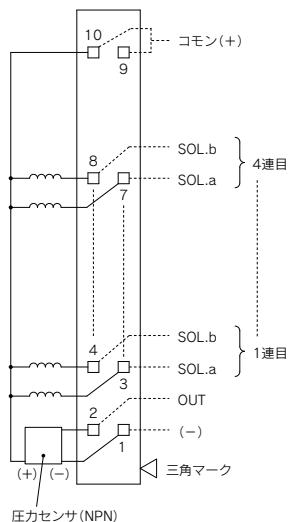 10
コモン(+)
9
8
SOL.b
SOL.a
4連目
7
4
SOL.b
SOL.a
1連目
3
2
OUT
1
(−)
(+)
(−)
三角マーク
圧力センサ(NPN)